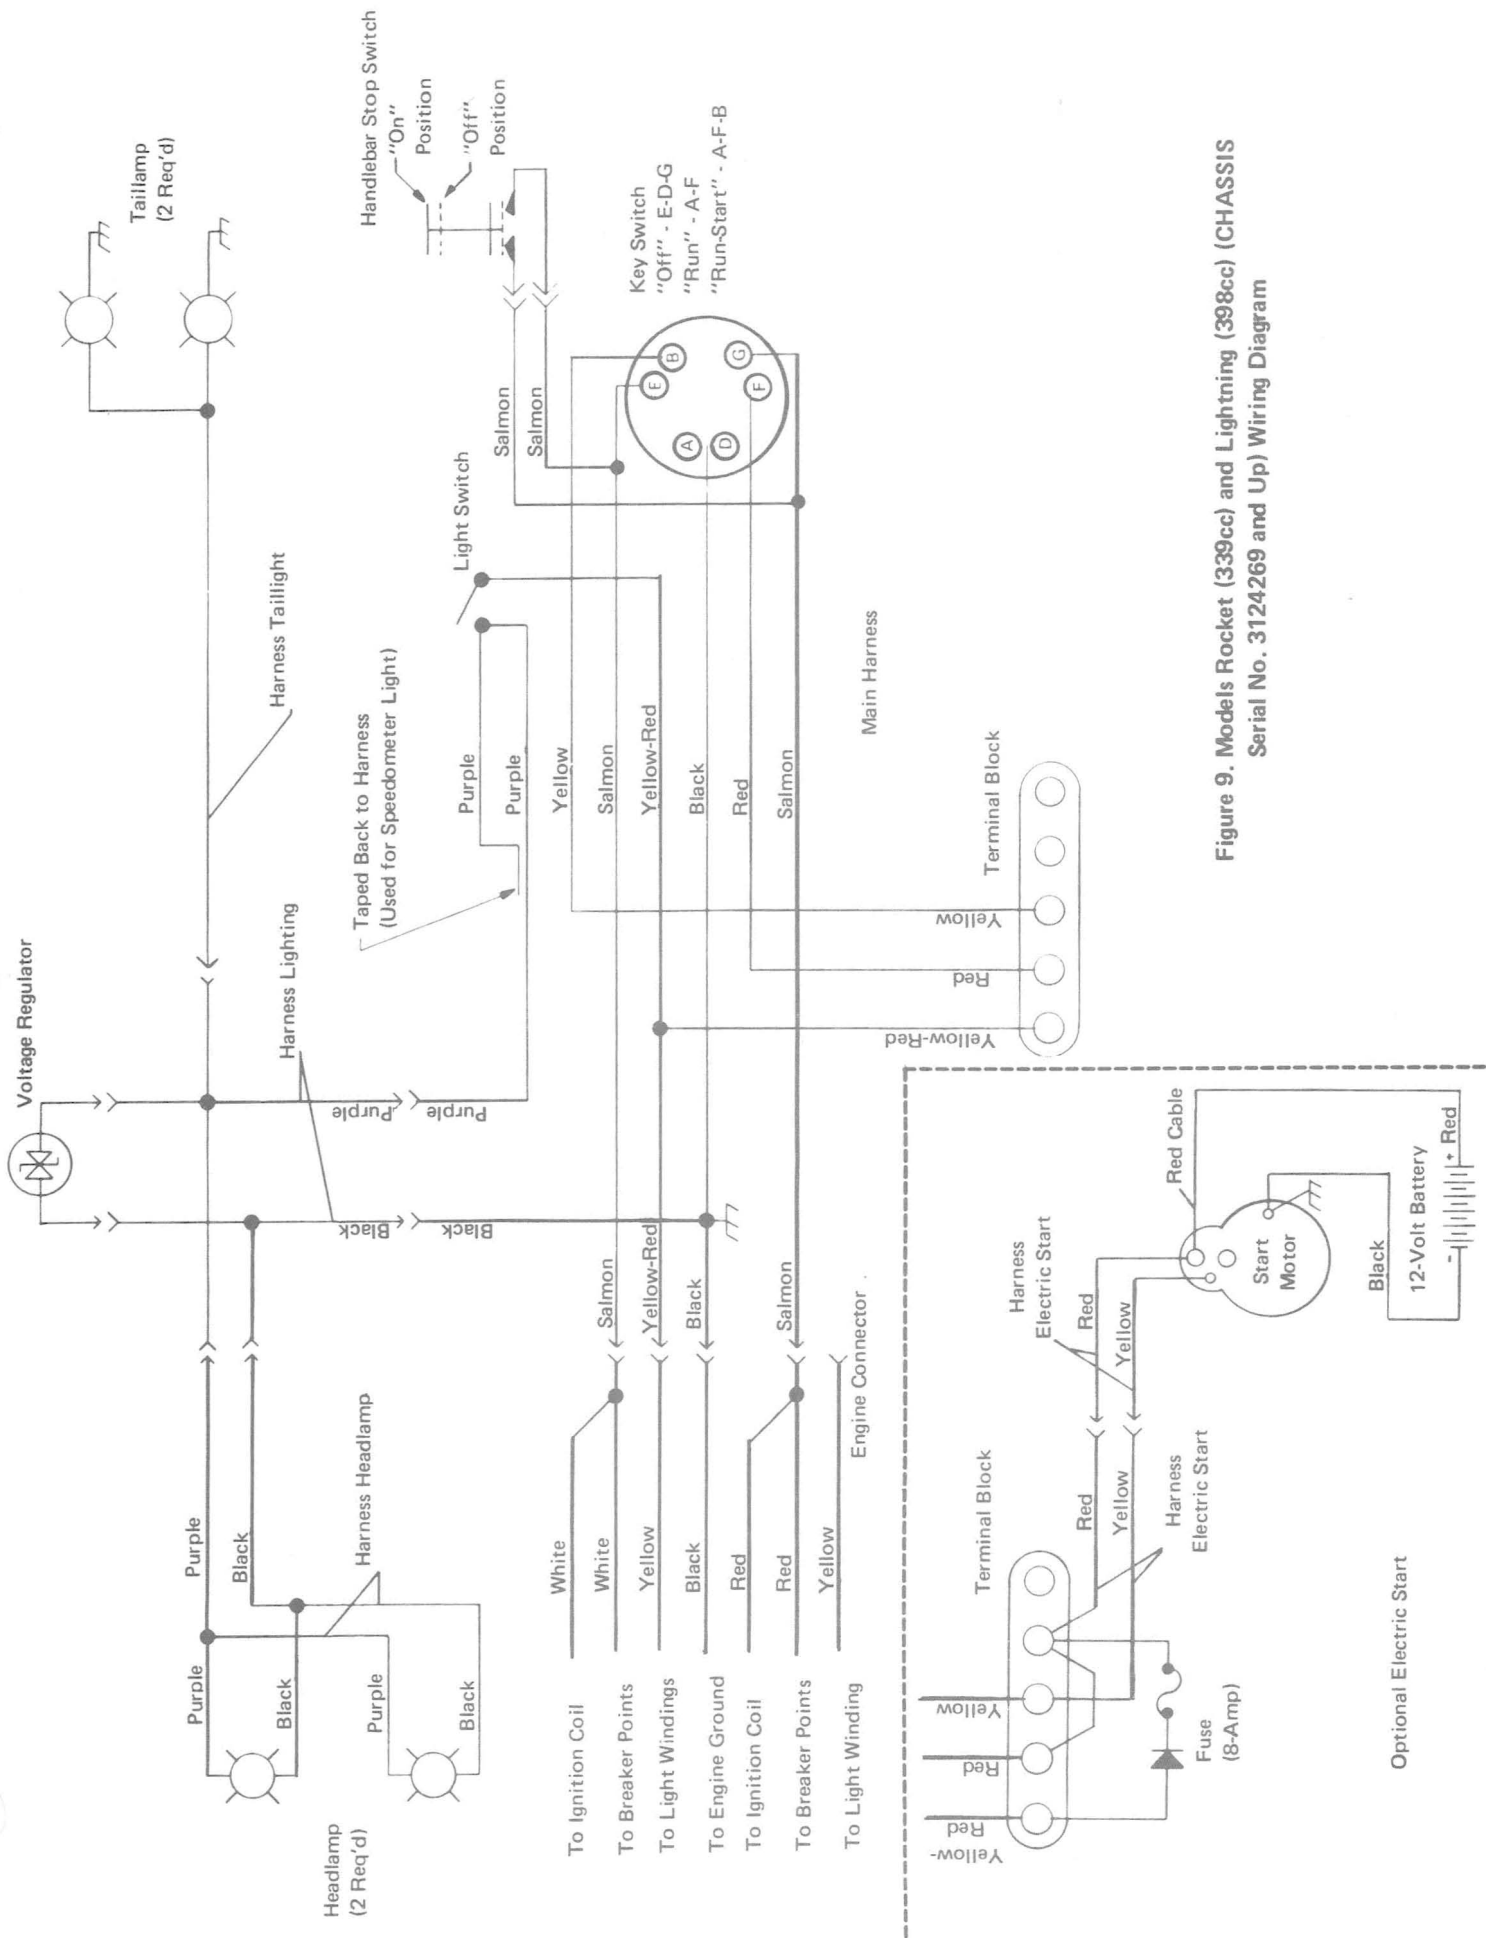 Voltage Regulator
Taillamp
(2 Req'd)
Harness Taillight
Harness Lighting
Purple
Purple
Black
Black
Purple
Black
Harness Headlamp
Purple
Black
Purple
Black
Headlamp
(2 Req'd)
Handlebar Stop Switch
"On"
Position
"Off"
Position
Key Switch
"Off" - E-D-G
"Run" - A-F
"Run-Start" - A-F-B
Salmon
Salmon
Light Switch
B
E
G
F
A
D
Taped Back to Harness
(Used for Speedometer Light)
Purple
Purple
Yellow
Salmon
Yellow-Red
Black
Red
Salmon
Main Harness
Salmon
Yellow-Red
Black
Salmon
Engine Connector
White
White
Yellow
Black
Red
Red
Yellow
To Ignition Coil
To Breaker Points
To Light Windings
To Engine Ground
To Ignition Coil
To Breaker Points
To Light Winding
Terminal Block
Yellow
Red
Yellow-Red
Red Cable
Harness
Electric Start
Red
Yellow
Start
Motor
Black
12-Volt Battery
-
+ Red
Terminal Block
Red
Yellow
Harness
Electric Start
Yellow
Red
Yellow-
Red
Fuse
(8-Amp)
Optional Electric Start
Figure 9. Models Rocket (339cc) and Lightning (398cc) (CHASSIS
Serial No. 3124269 and Up) Wiring Diagram